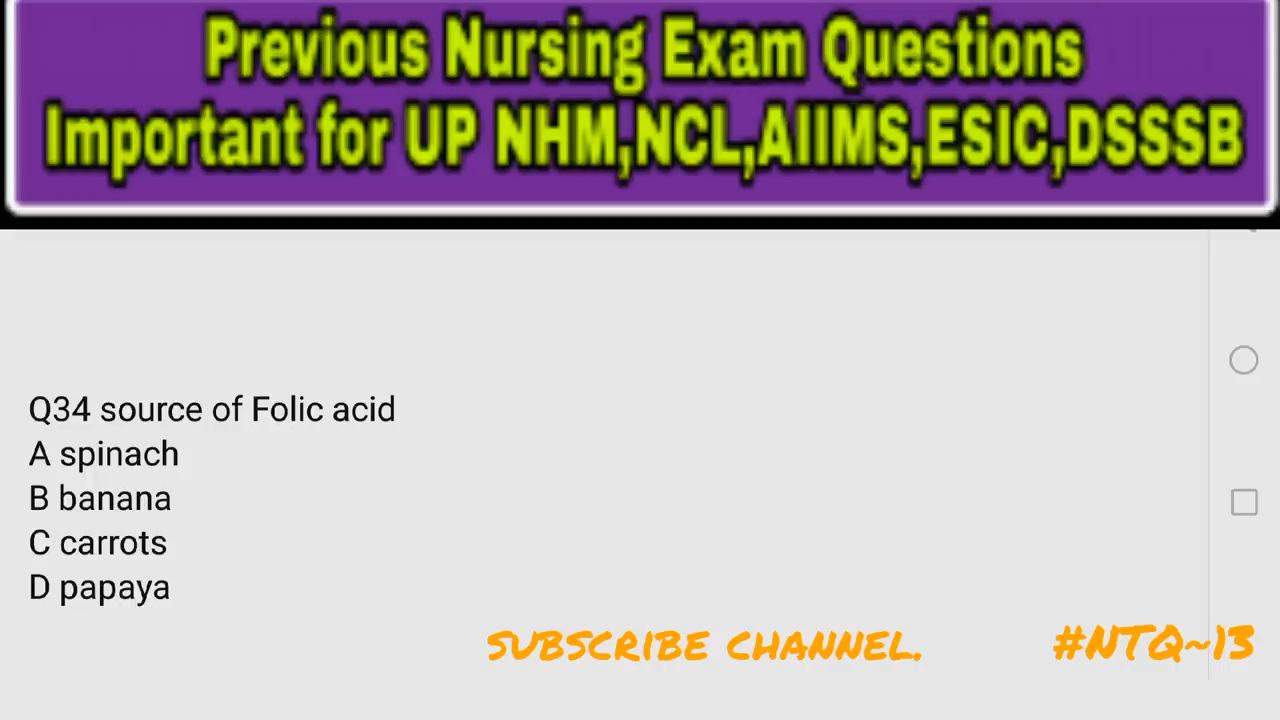 Previous Nursing Exam Questions
Important for UP NHM,NCL,AIIMS,ESIC,DSSSB
Q34 source of Folic acid
A spinach
B banana
C carrots
D papaya
SUBSCRIBE CHANNEL. #NTQ~13